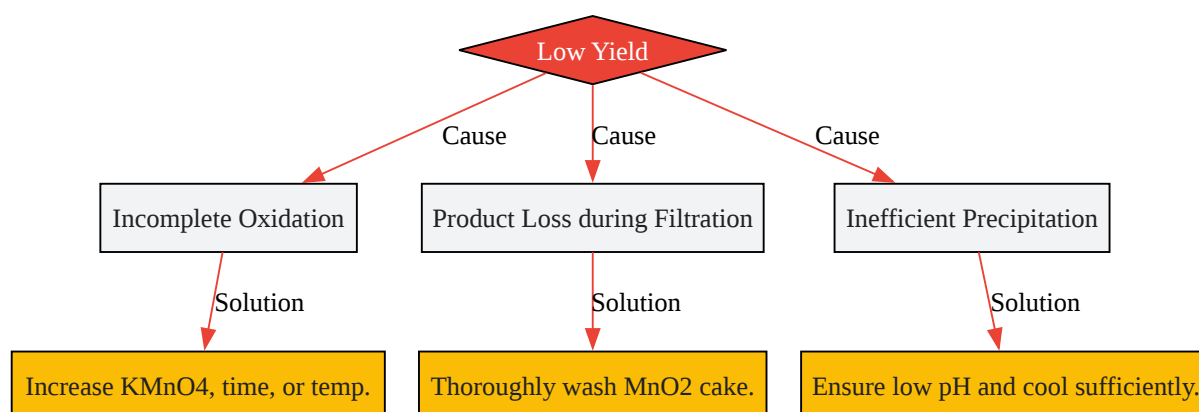 Low Yield
Cause
Cause
Cause
Incomplete Oxidation
Product Loss during Filtration
Inefficient Precipitation
Solution
Solution
Solution
Increase KMnO4, time, or temp.
Thoroughly wash MnO2 cake.
Ensure low pH and cool sufficiently.